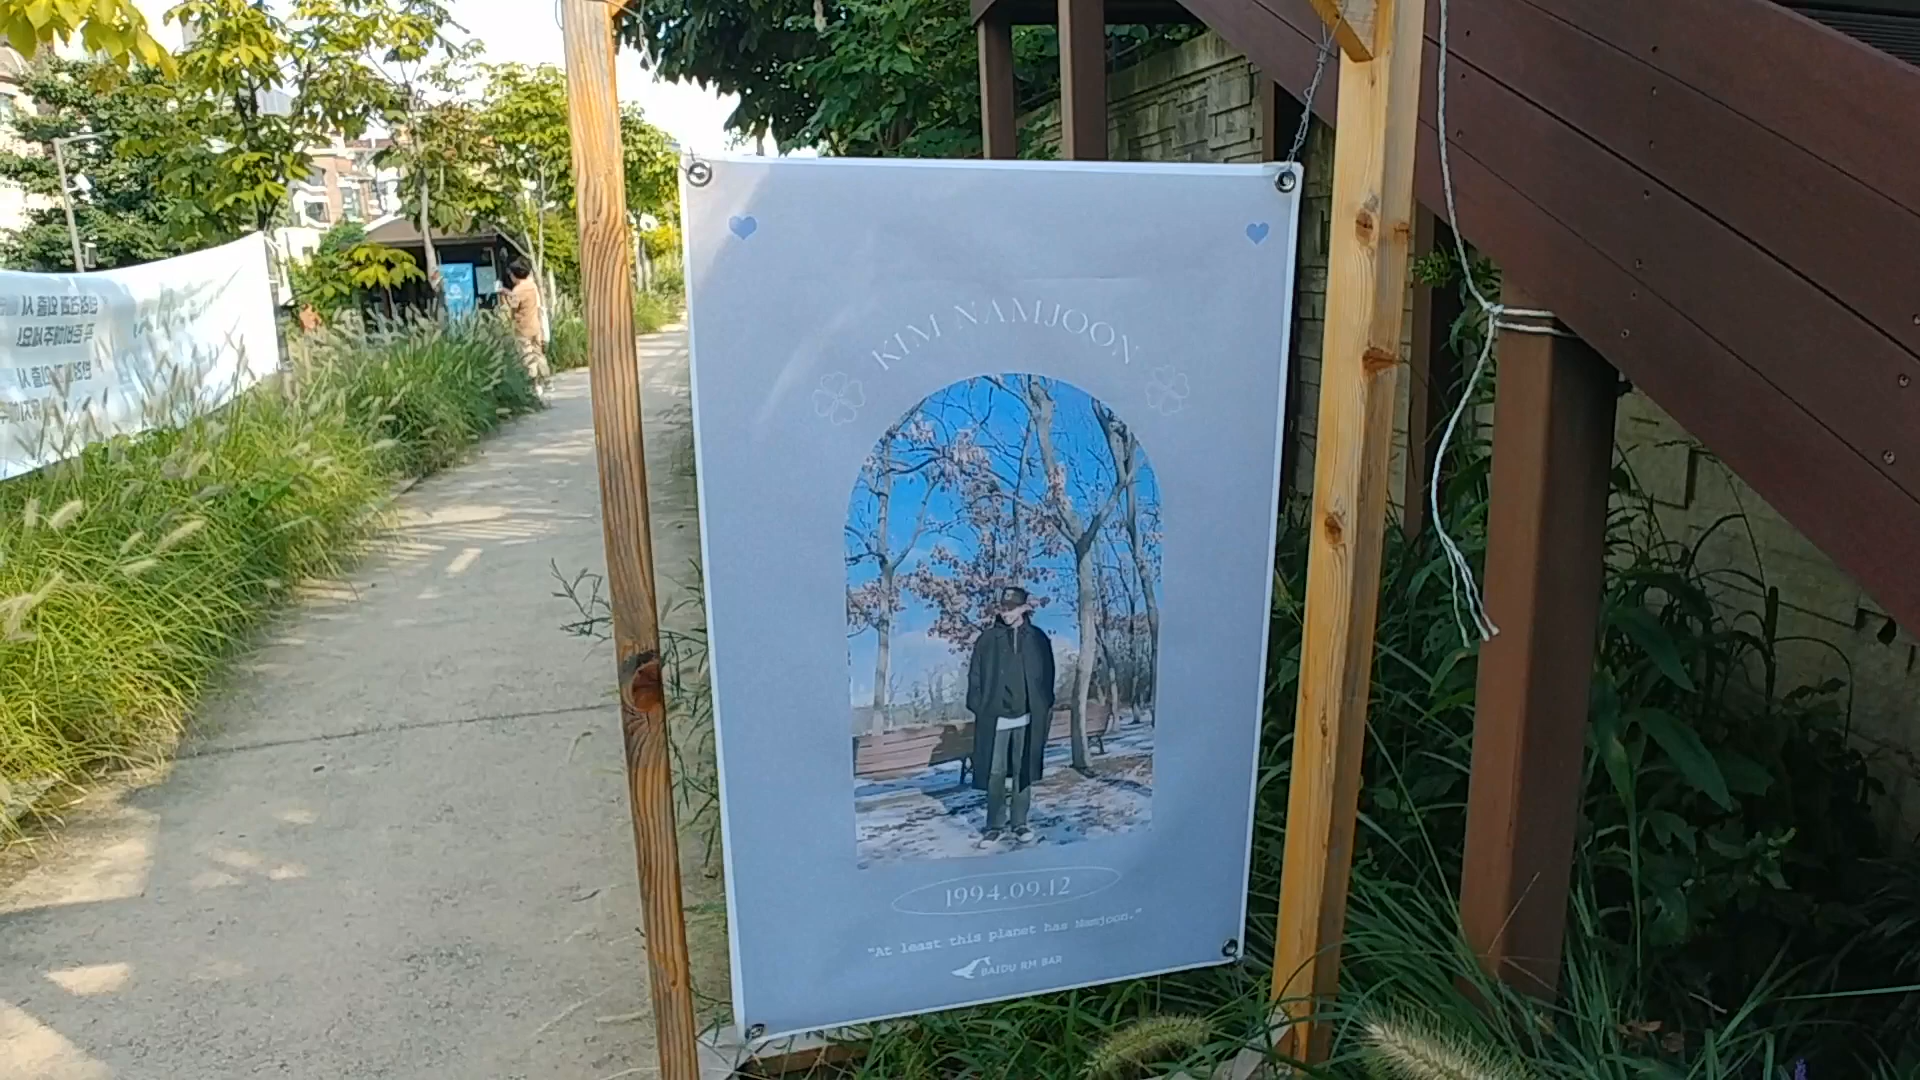 KIM NAMJOON
1994.09.12
"At least this planet has Namjoon."
BAIDU RM BAR